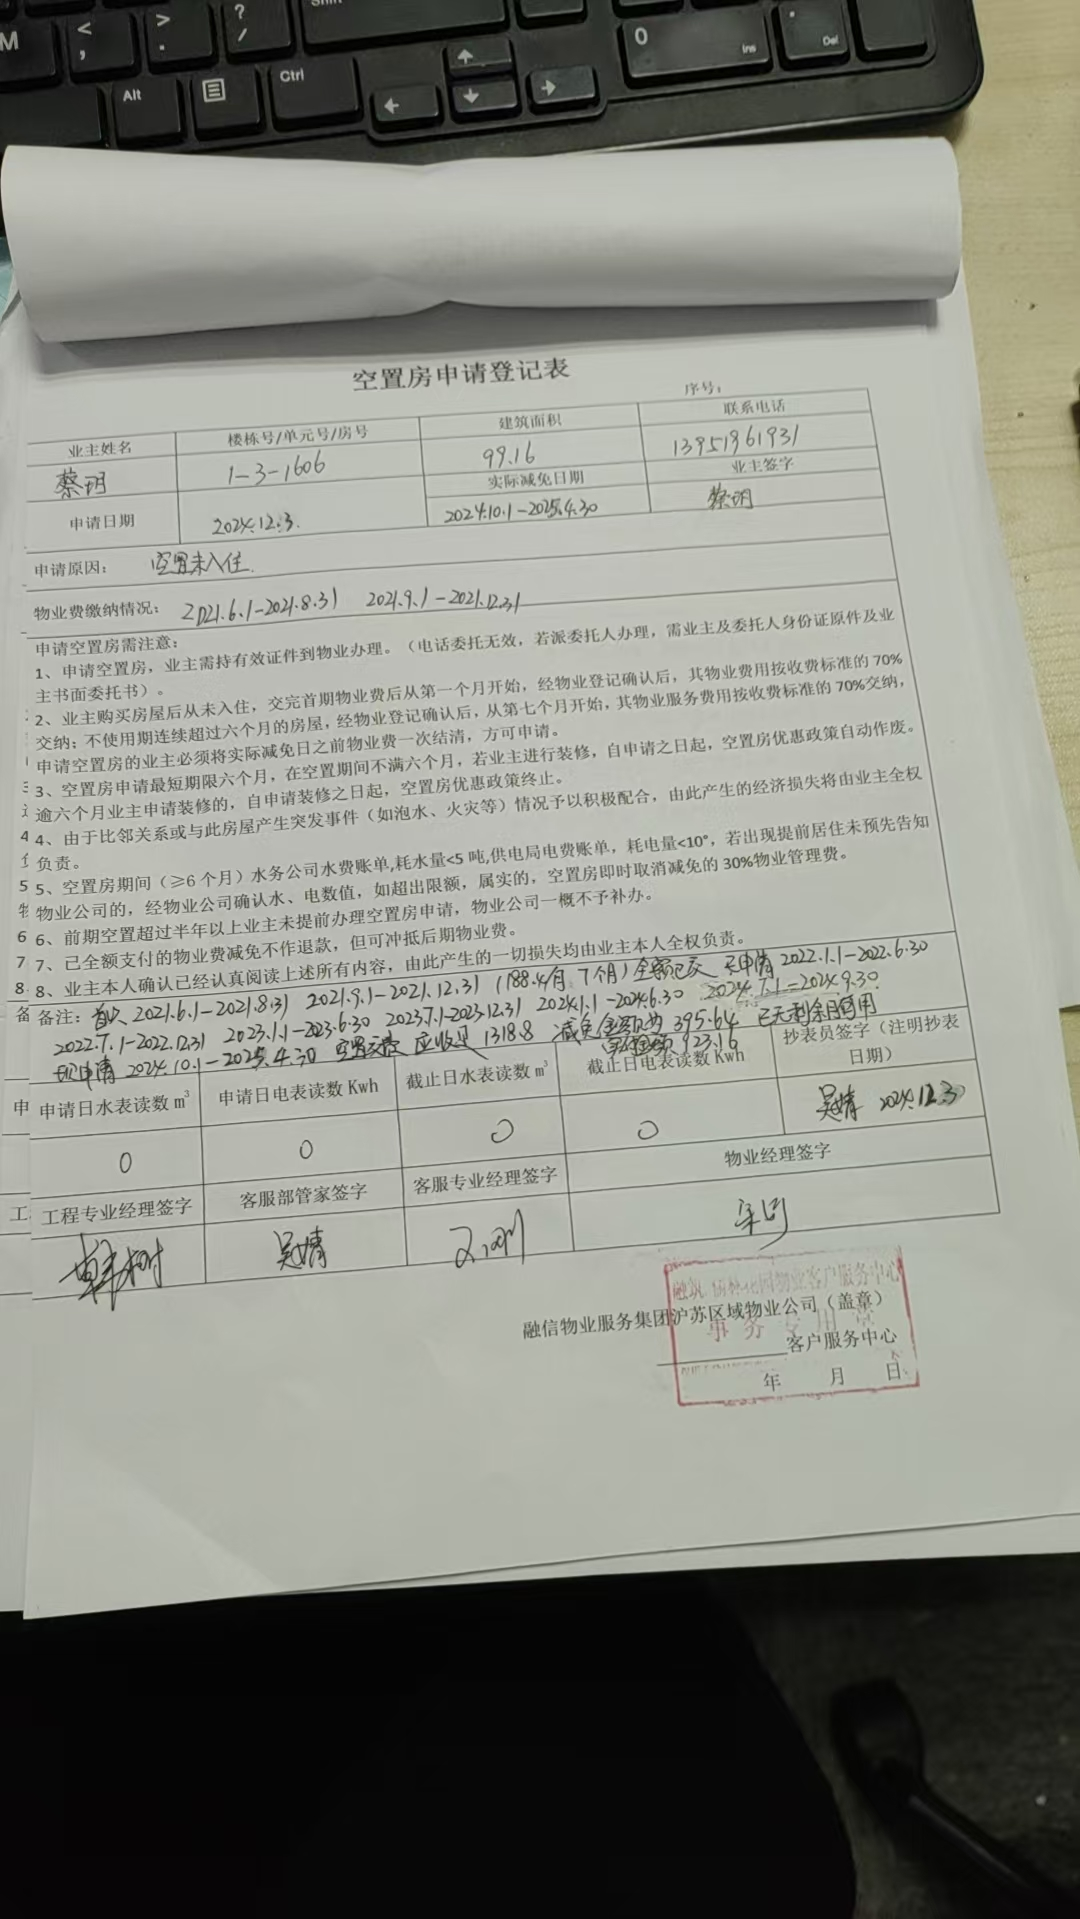 M < , > . ? / Shift 0 Ins . Del
Alt Ctrl
空置房申请登记表
序号：
业主姓名 楼栋号/单元号/房号 建筑面积 联系电话
蔡玥 1-3-1606 99.16 13951961931
实际减免日期 业主签字
申请日期 2024.12.3. 2024.10.1-2025.4.30 蔡玥
申请原因： 空置未入住.
物业费缴纳情况： 2021.6.1-2021.8.31 2021.9.1-2021.12.31
申请空置房需注意：
1、申请空置房，业主需持有效证件到物业办理。（电话委托无效，若派委托人办理，需业主及委托人身份证原件及业
主书面委托书）。
2、业主购买房屋后从未入住，交完首期物业费后从第一个月开始，经物业登记确认后，其物业费用按收费标准的70%
交纳；不使用期连续超过六个月的房屋，经物业登记确认后，从第七个月开始，其物业服务费用按收费标准的70%交纳，
申请空置房的业主必须将实际减免日之前物业费一次结清，方可申请。
3、空置房申请最短期限六个月，在空置期间不满六个月，若业主进行装修，自申请之日起，空置房优惠政策自动作废。
逾六个月业主申请装修的，自申请装修之日起，空置房优惠政策终止。
4、由于比邻关系或与此房屋产生突发事件（如泡水、火灾等）情况予以积极配合，由此产生的经济损失将由业主全权
负责。
5、空置房期间（≥6个月）水务公司水费账单,耗水量<5吨,供电局电费账单，耗电量<10°，若出现提前居住未预先告知
物业公司的，经物业公司确认水、电数值，如超出限额，属实的，空置房即时取消减免的30%物业管理费。
6、前期空置超过半年以上业主未提前办理空置房申请，物业公司一概不予补办。
7、已全额支付的物业费减免不作退款，但可冲抵后期物业费。
8、业主本人确认已经认真阅读上述所有内容，由此产生的一切损失均由业主本人全权负责。
备注： 首次 2021.6.1-2021.8.31 2021.9.1-2021.12.31 （188.4/月 7个月）全额已交 已申请 2022.1.1-2022.6.30
2022.7.1-2022.12.31 2023.1.1-2023.6.30 2023.7.1-2023.12.31 2024.1.1-2024.6.30 2024.7.1-2024.9.30.
现申请 2024.10.1-2025.4.30 应收是 1318.8 减免金额为 395.64 已无剩余月费用
923.16
申请日水表读数 m³ 申请日电表读数 Kwh 截止日水表读数 m³ 截止日电表读数 Kwh 抄表员签字（注明抄表
日期）
0 0 0 0 吴婧 2024.12.30
工程专业经理签字 客服部管家签字 客服专业经理签字 物业经理签字
韩树 吴婧
融信物业服务集团沪苏区域物业公司（盖章）
事务专用章
客户服务中心
年 月 日